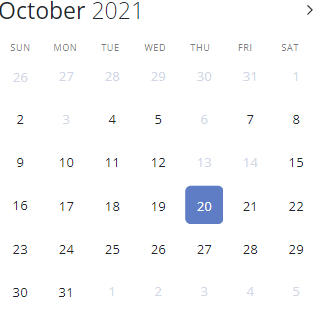 October 2021
SUN MON TUE WED THU FRI SAT
26 27 28 29 30 31 1
2 3 4 5 6 7 8
9 10 11 12 13 14 15
16 17 18 19 20 21 22
23 24 25 26 27 28 29
30 31 1 2 3 4 5